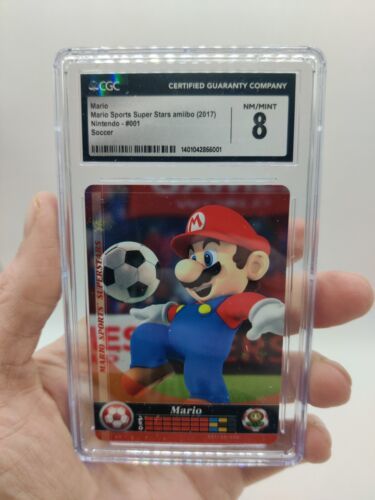 CGC
CERTIFIED GUARANTY COMPANY
Mario
Mario Sports Super Stars amiibo (2017)
Nintendo - #001
Soccer
NM/MINT
8
1401042866001
M
MARIO SPORTS SUPERSTARS
Mario